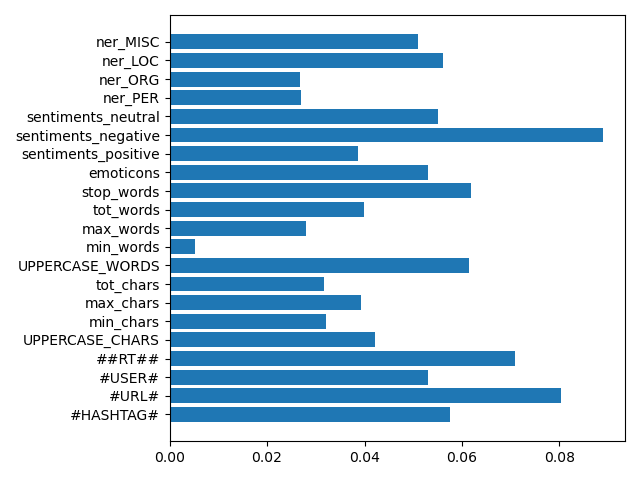 ner_MISC
ner_LOC
ner_ORG
ner_PER
sentiments_neutral
sentiments_negative
sentiments_positive
emoticons
stop_words
tot_words
max_words
min_words
UPPERCASE_WORDS
tot_chars
max_chars
min_chars
UPPERCASE_CHARS
##RT##
#USER#
#URL#
#HASHTAG#
0.00 0.02 0.04 0.06 0.08